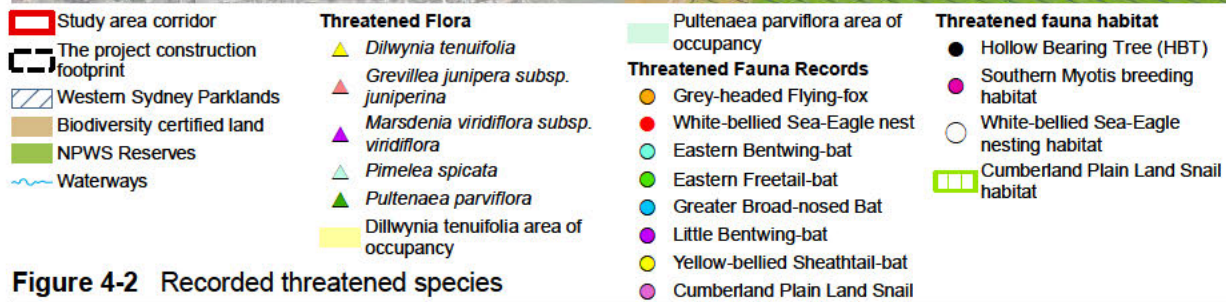 Study area corridor
The project construction
footprint
Western Sydney Parklands
Biodiversity certified land
NPWS Reserves
Waterways
Threatened Flora
Dilwynia tenuifolia
Grevillea junipera subsp.
juniperina
Marsdenia viridiflora subsp.
viridiflora
Pimelea spicata
Pultenaea parviflora
Dillwynia tenuifolia area of
occupancy
Pultenaea parviflora area of
occupancy
Threatened Fauna Records
Grey-headed Flying-fox
White-bellied Sea-Eagle nest
Eastern Bentwing-bat
Eastern Freetail-bat
Greater Broad-nosed Bat
Little Bentwing-bat
Yellow-bellied Sheathtail-bat
Cumberland Plain Land Snail
Threatened fauna habitat
Hollow Bearing Tree (HBT)
Southern Myotis breeding
habitat
White-bellied Sea-Eagle
nesting habitat
Cumberland Plain Land Snail
habitat
Figure 4-2 Recorded threatened species